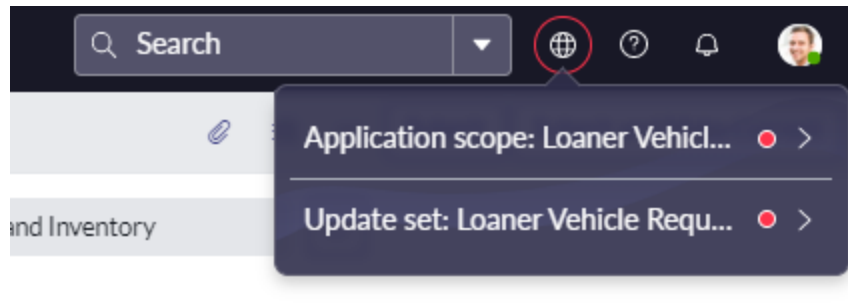 Search
Application scope: Loaner Vehicl...
Update set: Loaner Vehicle Requ...
and Inventory